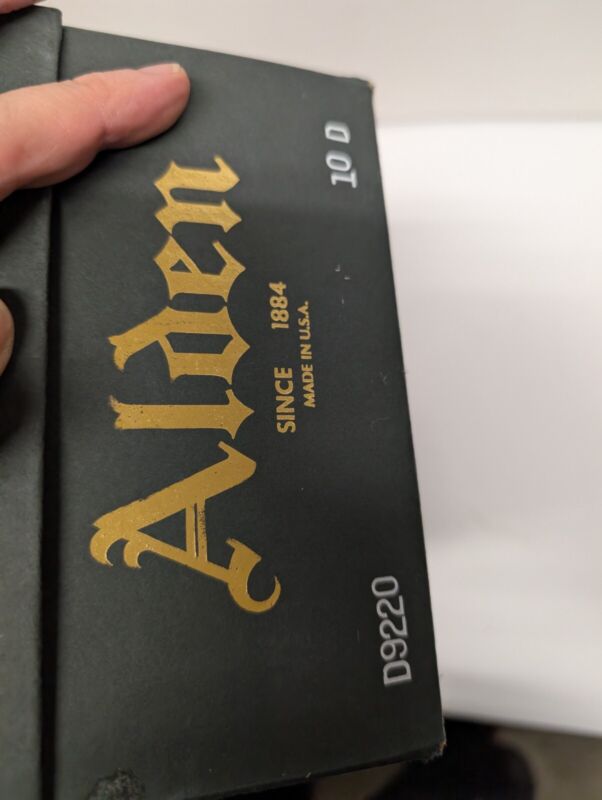 Alden
SINCE 1884
MADE IN U.S.A.
D9220 10 D